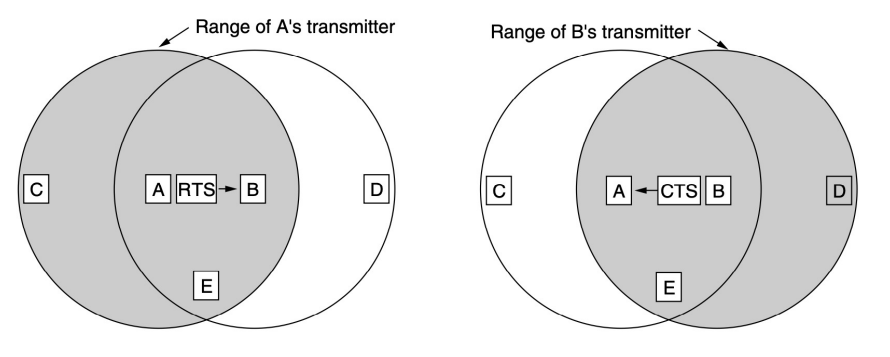 Range of A's transmitter
C
A
RTS
B
D
E
Range of B's transmitter
C
A
CTS
B
D
E